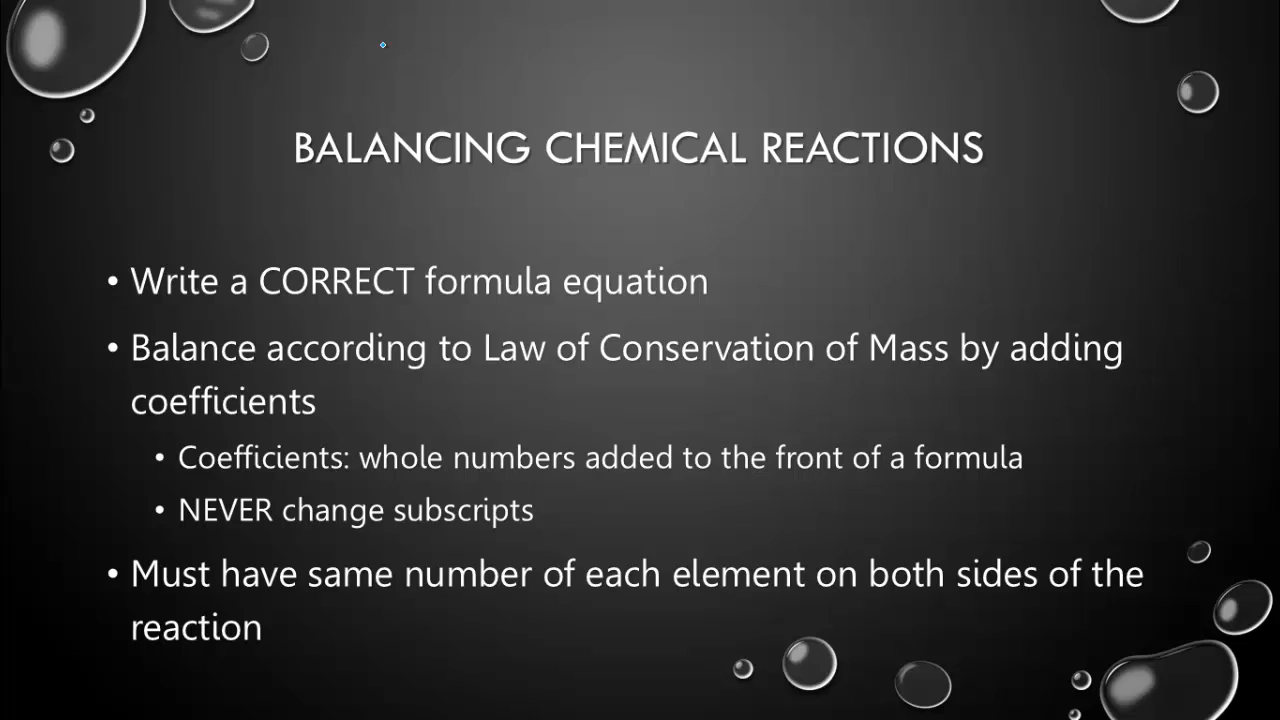 BALANCING CHEMICAL REACTIONS
• Write a CORRECT formula equation
• Balance according to Law of Conservation of Mass by adding
coefficients
• Coefficients: whole numbers added to the front of a formula
• NEVER change subscripts
• Must have same number of each element on both sides of the
reaction